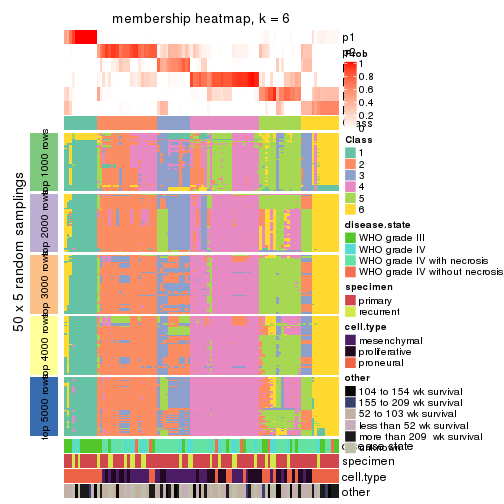 membership heatmap, k = 6
p1
Prob
1
0.8
0.6
0.4
0.2
0
Class
1
2
3
4
5
6
disease.state
WHO grade III
WHO grade IV
WHO grade IV with necrosis
WHO grade IV without necrosis
specimen
primary
recurrent
cell.type
mesenchymal
proliferative
proneural
other
104 to 154 wk survival
155 to 209 wk survival
52 to 103 wk survival
less than 52 wk survival
more than 209 wk survival
50 x 5 random samplings
top 1000 rows
top 2000 rows
top 3000 rows
top 4000 rows
top 5000 rows
specimen
cell.type
other